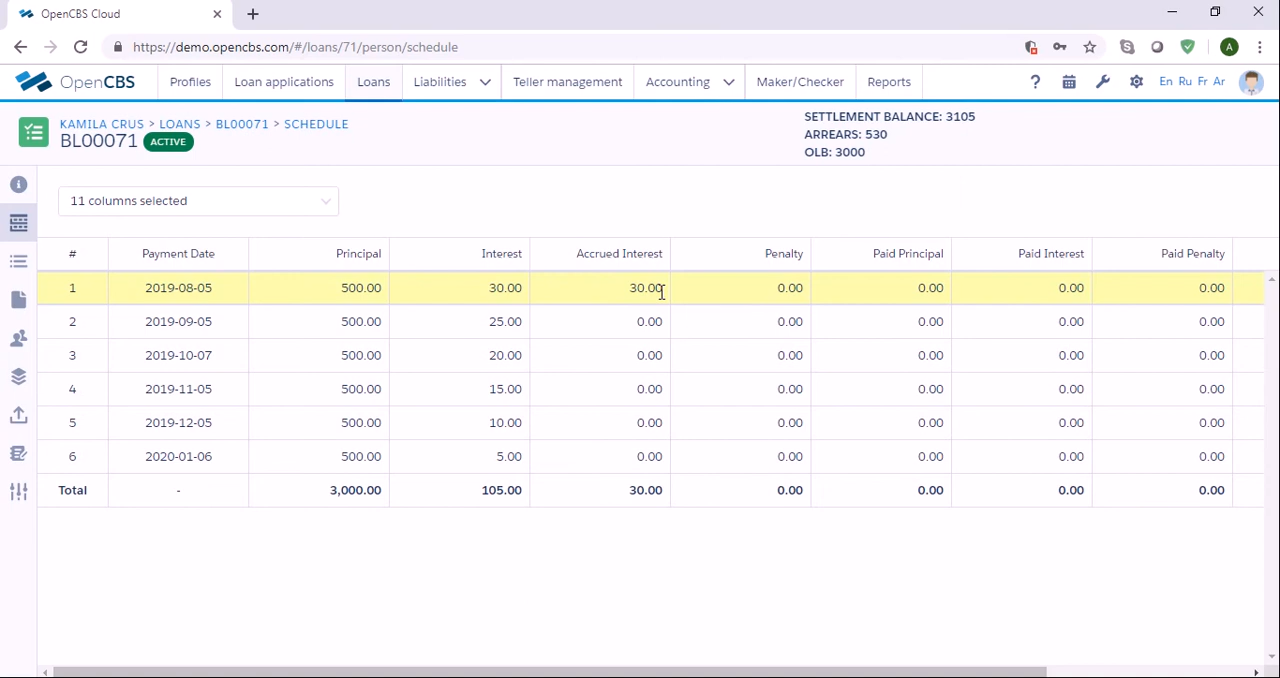 OpenCBS Cloud
https://demo.opencbs.com/#/loans/71/person/schedule
A
OpenCBS Profiles Loan applications Loans Liabilities Teller management Accounting Maker/Checker Reports ? En Ru Fr Ar
KAMILA CRUS > LOANS > BL00071 > SCHEDULE
BL00071 ACTIVE
SETTLEMENT BALANCE: 3105
ARREARS: 530
OLB: 3000
11 columns selected
# Payment Date Principal Interest Accrued Interest Penalty Paid Principal Paid Interest Paid Penalty
1 2019-08-05 500.00 30.00 30.00 0.00 0.00 0.00 0.00
2 2019-09-05 500.00 25.00 0.00 0.00 0.00 0.00 0.00
3 2019-10-07 500.00 20.00 0.00 0.00 0.00 0.00 0.00
4 2019-11-05 500.00 15.00 0.00 0.00 0.00 0.00 0.00
5 2019-12-05 500.00 10.00 0.00 0.00 0.00 0.00 0.00
6 2020-01-06 500.00 5.00 0.00 0.00 0.00 0.00 0.00
Total - 3,000.00 105.00 30.00 0.00 0.00 0.00 0.00